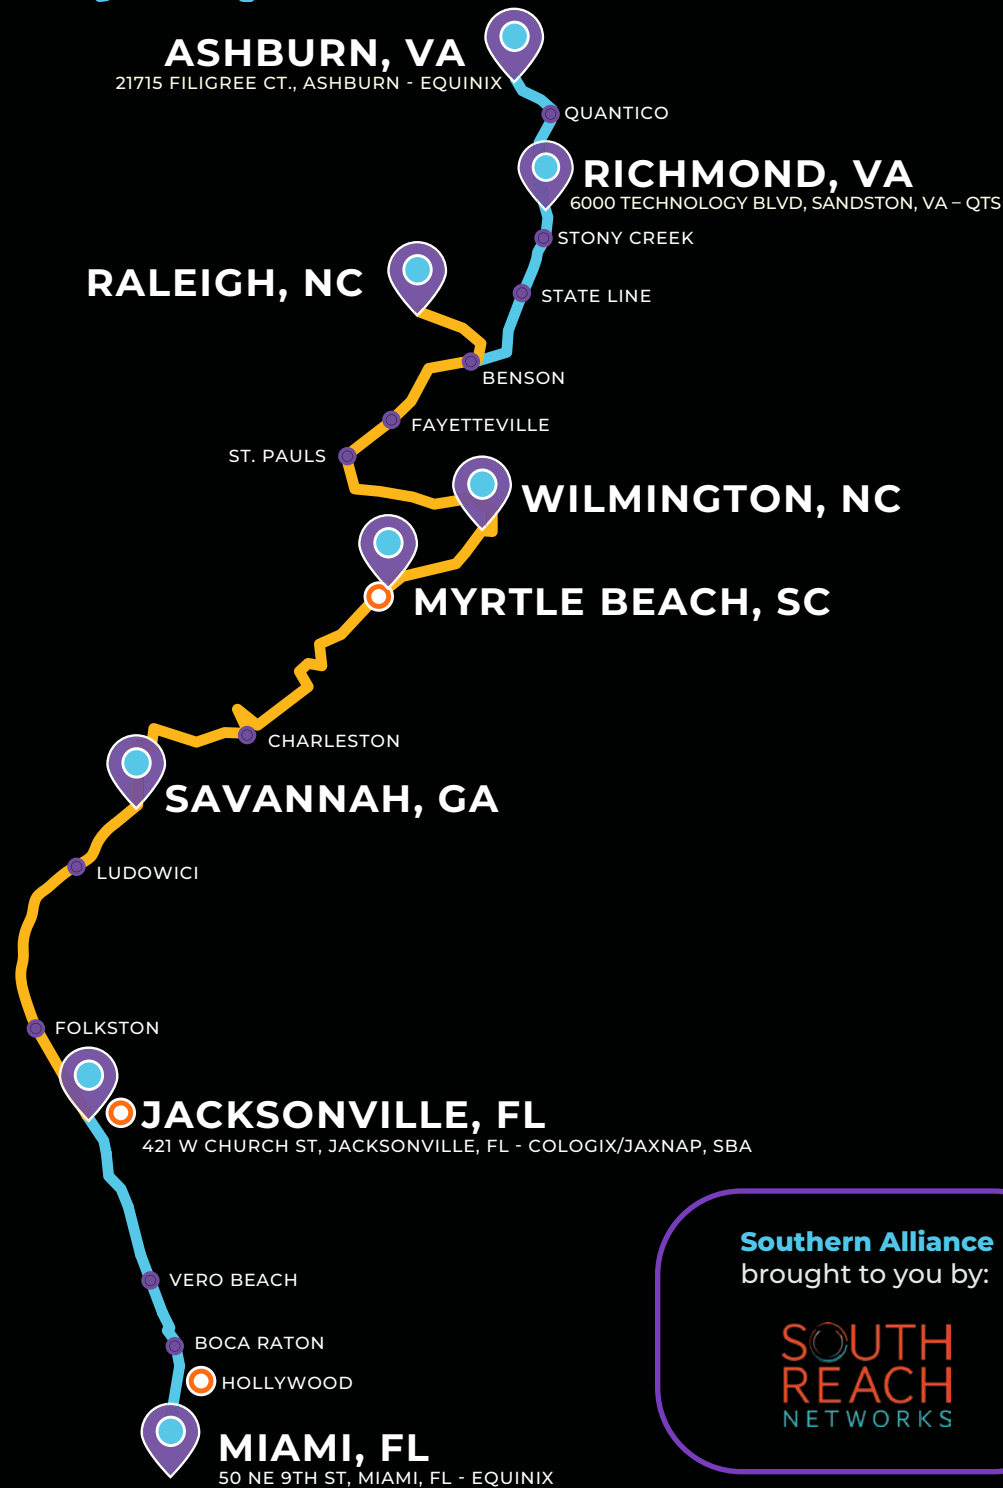 ASHBURN, VA
21715 FILIGREE CT., ASHBURN - EQUINIX
QUANTICO
RICHMOND, VA
6000 TECHNOLOGY BLVD, SANDSTON, VA – QTS
STONY CREEK
RALEIGH, NC
STATE LINE
BENSON
FAYETTEVILLE
ST. PAULS
WILMINGTON, NC
MYRTLE BEACH, SC
CHARLESTON
SAVANNAH, GA
LUDOWICI
FOLKSTON
JACKSONVILLE, FL
421 W CHURCH ST, JACKSONVILLE, FL - COLOGIX/JAXNAP, SBA
VERO BEACH
BOCA RATON
HOLLYWOOD
MIAMI, FL
50 NE 9TH ST, MIAMI, FL - EQUINIX
Southern Alliance
brought to you by:
SOUTH
REACH
NETWORKS